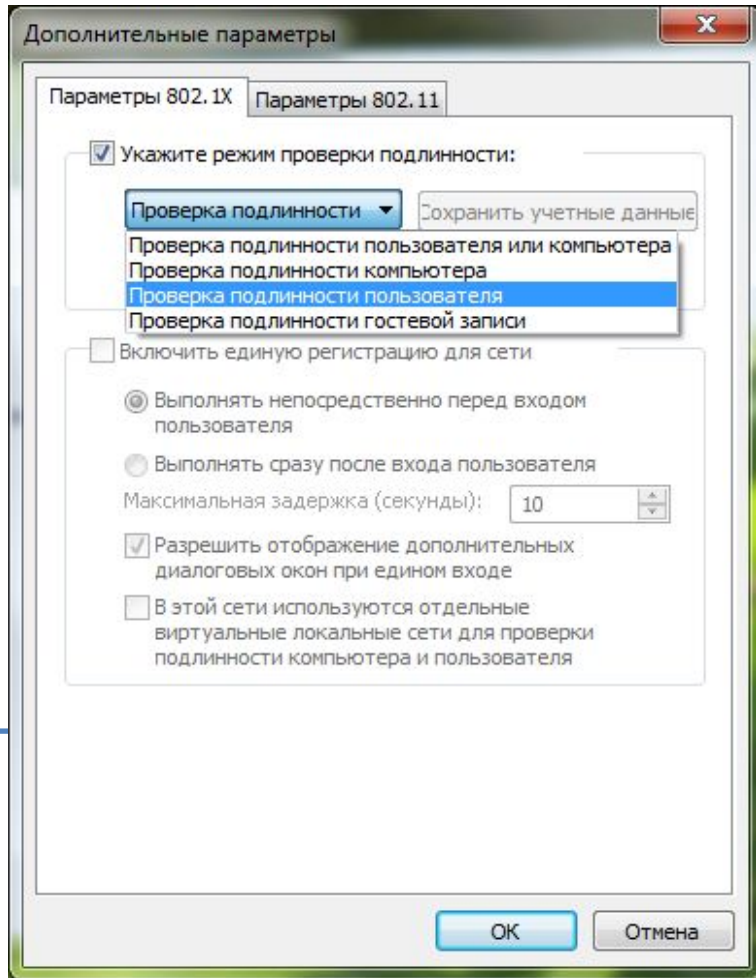 Дополнительные параметры
Параметры 802.1X
Параметры 802.11
Укажите режим проверки подлинности:
Проверка подлинности
Сохранить учетные данные
Проверка подлинности пользователя или компьютера
Проверка подлинности компьютера
Проверка подлинности пользователя
Проверка подлинности гостевой записи
Включить единую регистрацию для сети
Выполнять непосредственно перед входом
пользователя
Выполнять сразу после входа пользователя
Максимальная задержка (секунды):
10
Разрешить отображение дополнительных
диалоговых окон при едином входе
В этой сети используются отдельные
виртуальные локальные сети для проверки
подлинности компьютера и пользователя
ОК
Отмена